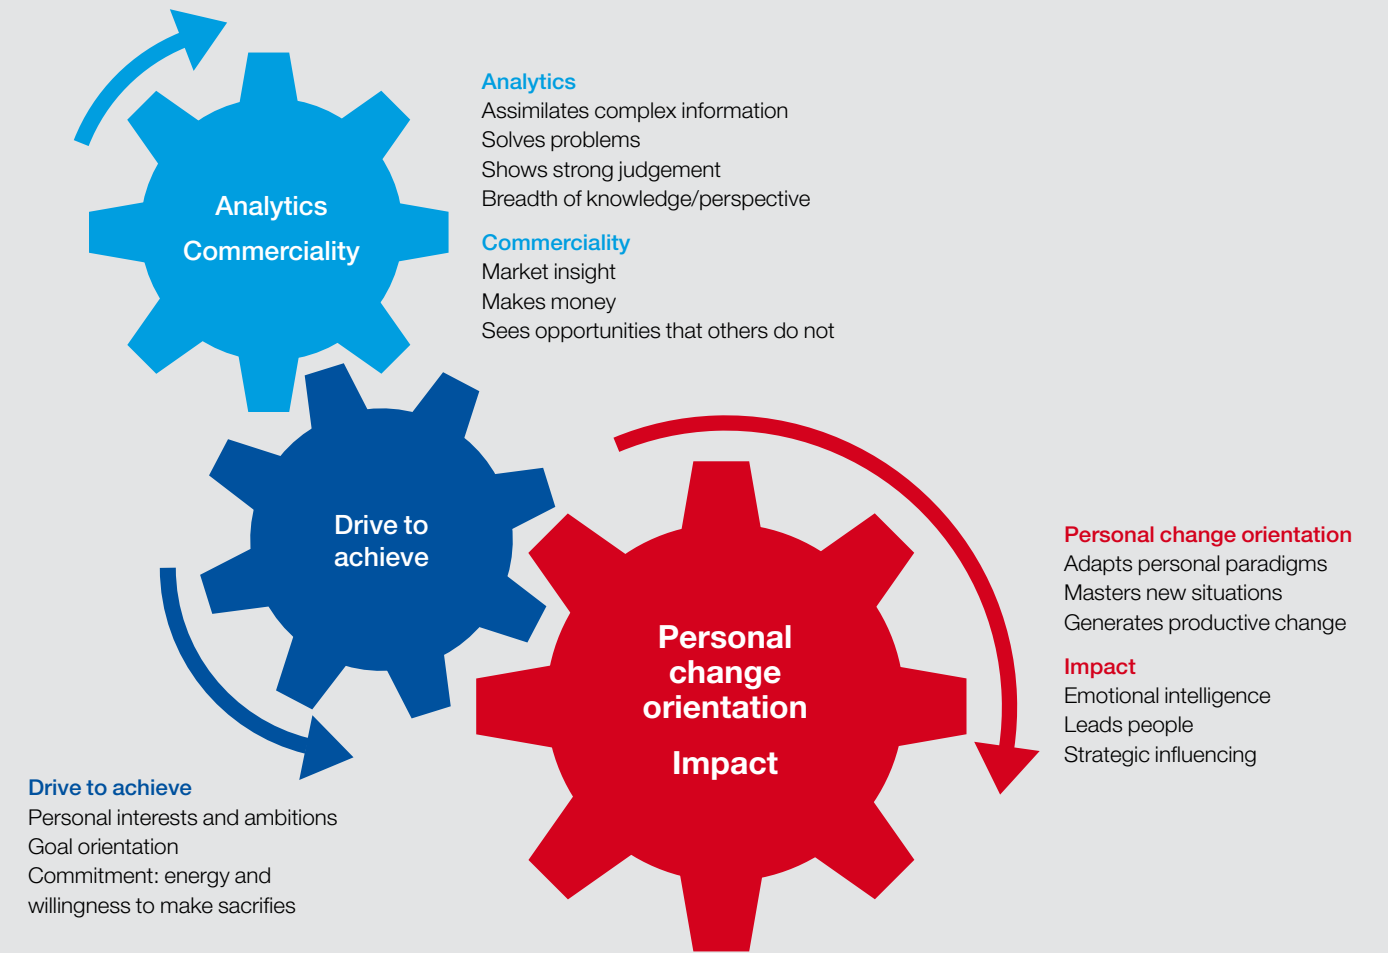 Analytics
Commerciality
Analytics
Assimilates complex information
Solves problems
Shows strong judgement
Breadth of knowledge/perspective
Commerciality
Market insight
Makes money
Sees opportunities that others do not
Drive to
achieve
Personal
change
orientation
Impact
Personal change orientation
Adapts personal paradigms
Masters new situations
Generates productive change
Impact
Emotional intelligence
Leads people
Strategic influencing
Drive to achieve
Personal interests and ambitions
Goal orientation
Commitment: energy and
willingness to make sacrifies